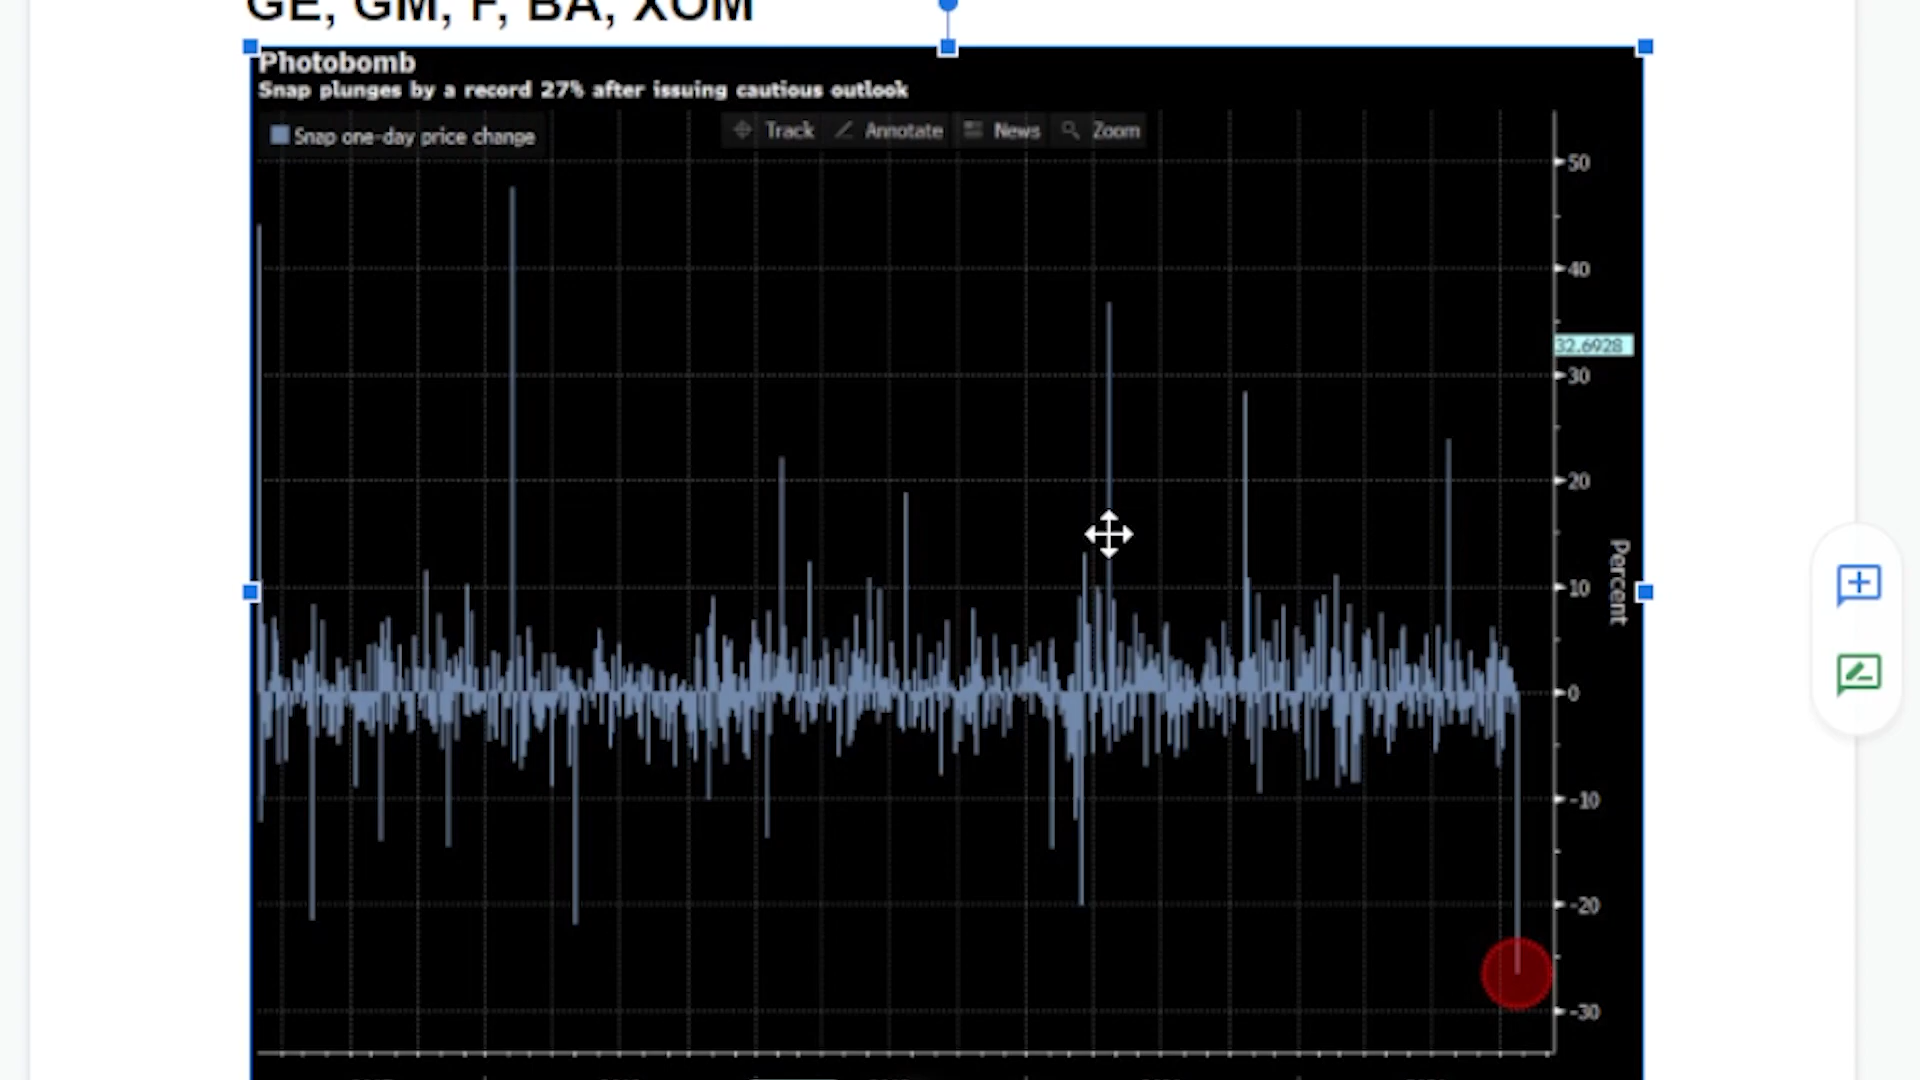 GE, GM, F, BA, XOM
Photobomb
Snap plunges by a record 27% after issuing cautious outlook
Snap one-day price change
Track Annotate News Zoom
50
40
32.6928
30
20
10
Percent
0
-10
-20
-30